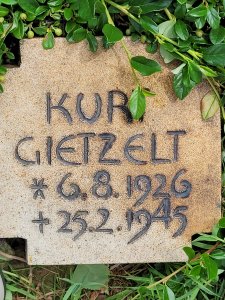 KUR
GIETZELT
* 6.8.1926
+ 25.2.1945